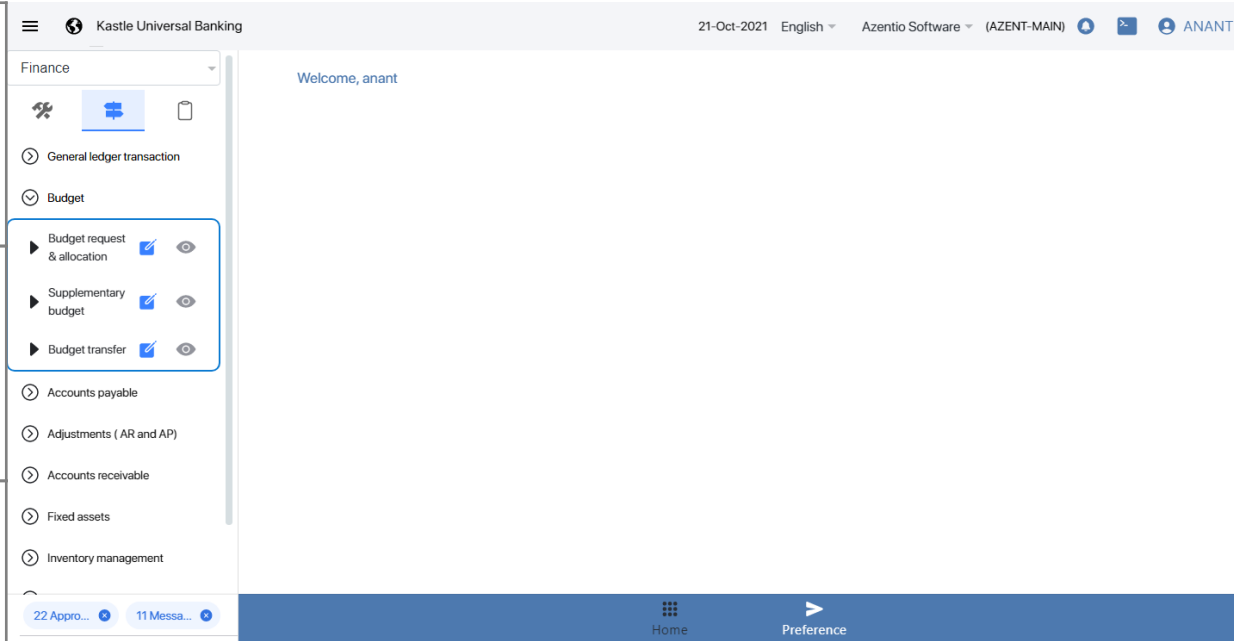 Kastle Universal Banking
21-Oct-2021 English Azentio Software (AZENT-MAIN) ANANT
Finance
Welcome, anant
General ledger transaction
Budget
Budget request
& allocation
Supplementary
budget
Budget transfer
Accounts payable
Adjustments ( AR and AP)
Accounts receivable
Fixed assets
Inventory management
22 Appro... 11 Messa...
Home
Preference